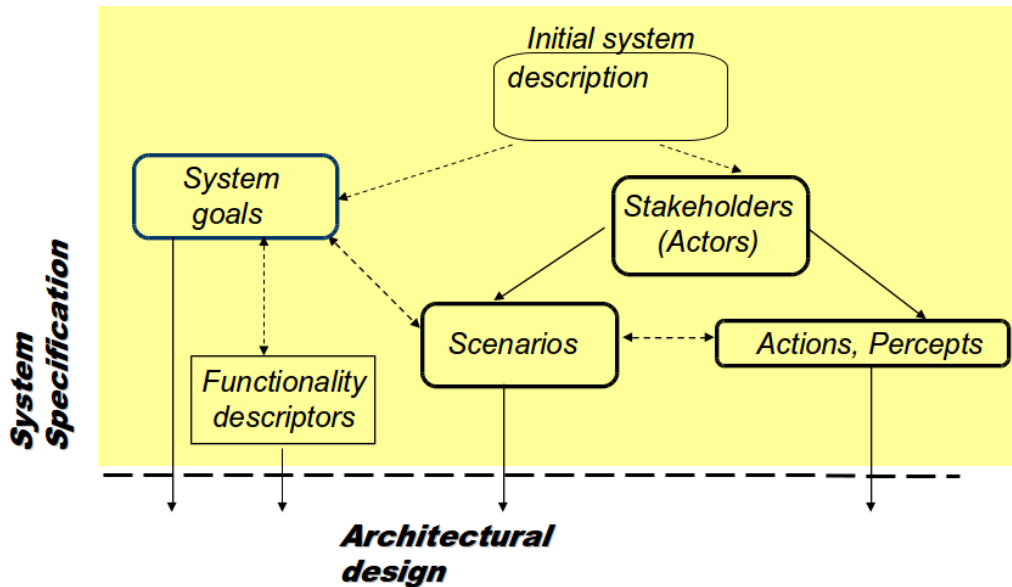 Initial system
description
System
goals
Stakeholders
(Actors)
Scenarios
Actions, Percepts
Functionality
descriptors
System
Specification
Architectural
design